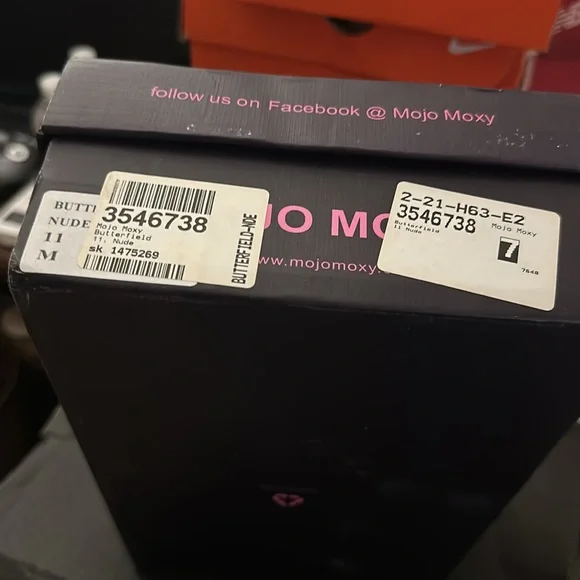 follow us on Facebook @ Mojo Moxy
BUTT
NUDE
11
M
3546738
Mojo Moxy
Butterfield
11, Nude
sk 1475269
BUTTERFIELD-NDE
JO MO
www.mojomoxy.
2-21-H63-E2
3546738
Mojo Moxy
Butterfield
11 Nude
7
7648